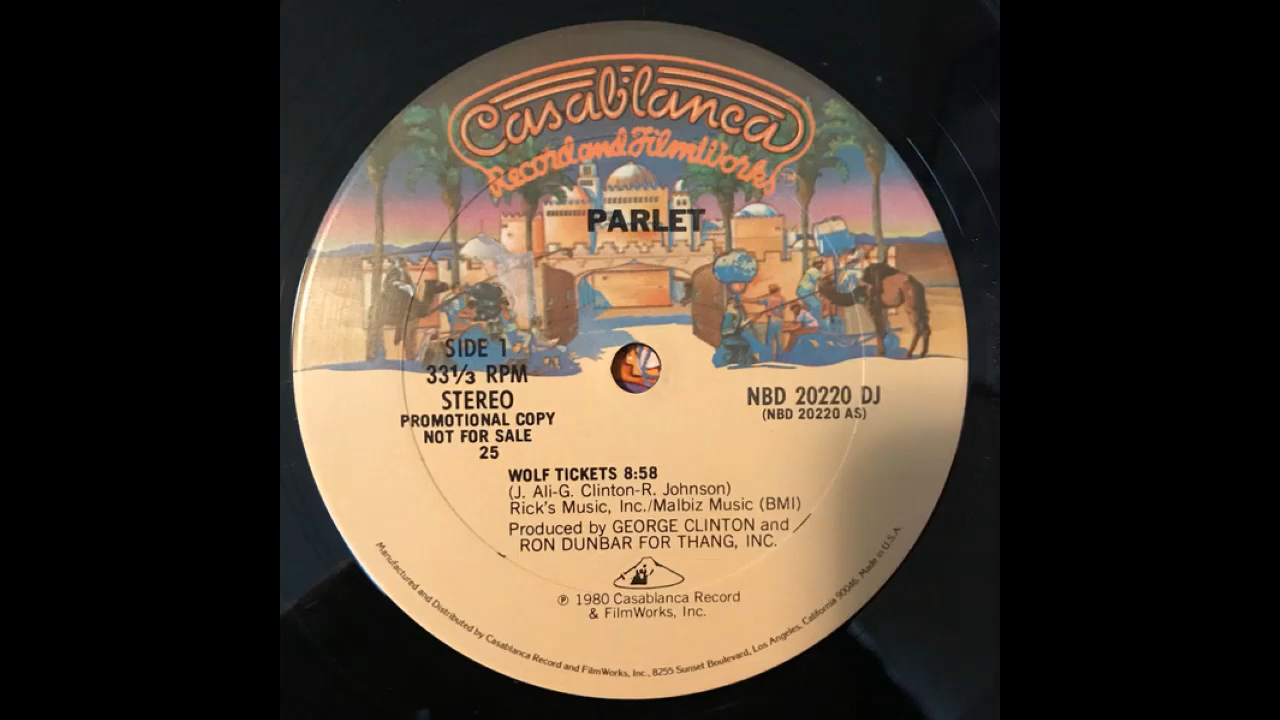 Casablanca
Record and FilmWorks
PARLET
SIDE 1
33 1/3 RPM
STEREO
PROMOTIONAL COPY
NOT FOR SALE
25
NBD 20220 DJ
(NBD 20220 AS)
WOLF TICKETS 8:58
(J. Ali-G. Clinton-R. Johnson)
Rick's Music, Inc./Malbiz Music (BMI)
Produced by GEORGE CLINTON and
RON DUNBAR FOR THANG, INC.
℗ 1980 Casablanca Record
& FilmWorks, Inc.
Manufactured and Distributed by Casablanca Record and FilmWorks, Inc., 8255 Sunset Boulevard, Los Angeles, California 90046. Made in U.S.A.